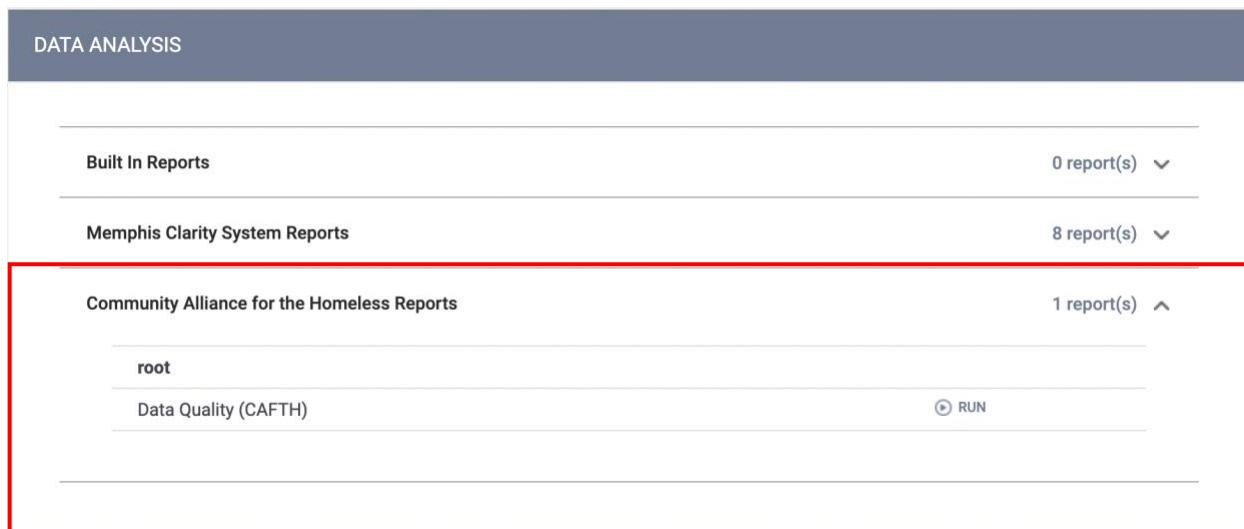 DATA ANALYSIS
Built In Reports 0 report(s)
Memphis Clarity System Reports 8 report(s)
Community Alliance for the Homeless Reports 1 report(s)
root
Data Quality (CAFTH) RUN